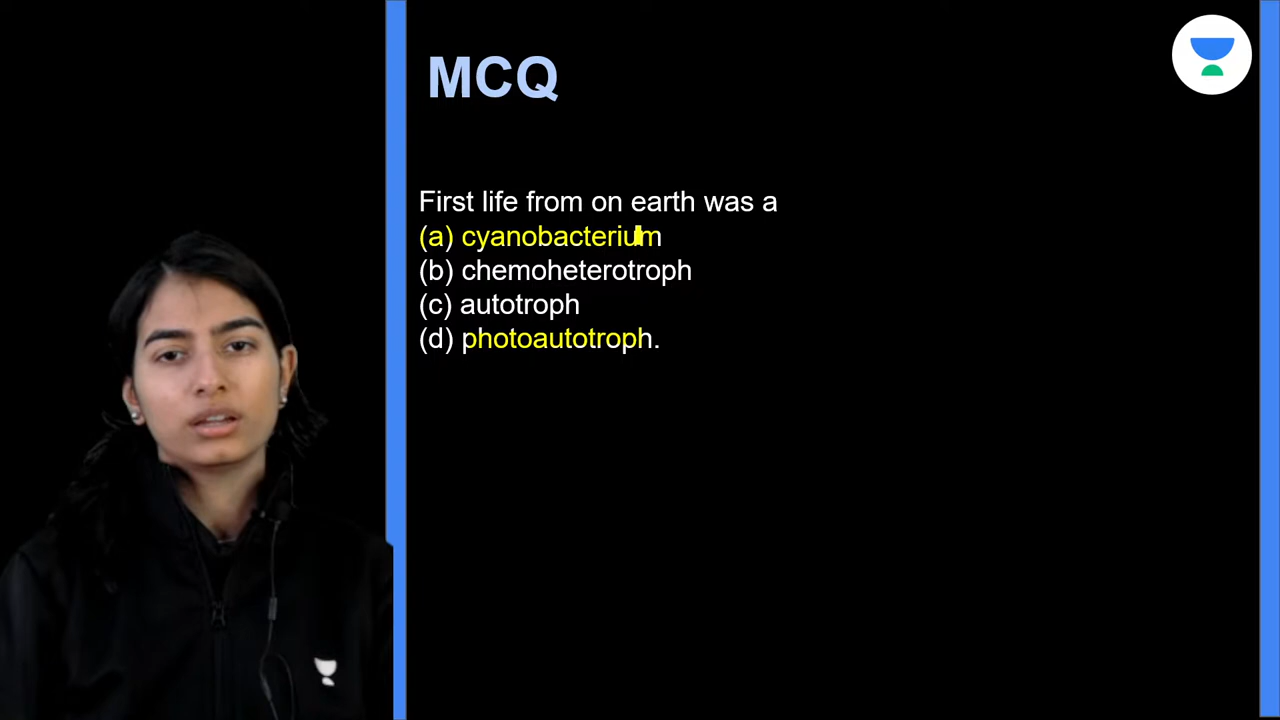 MCQ
First life from on earth was a
(a) cyanobacterium
(b) chemoheterotroph
(c) autotroph
(d) photoautotroph.